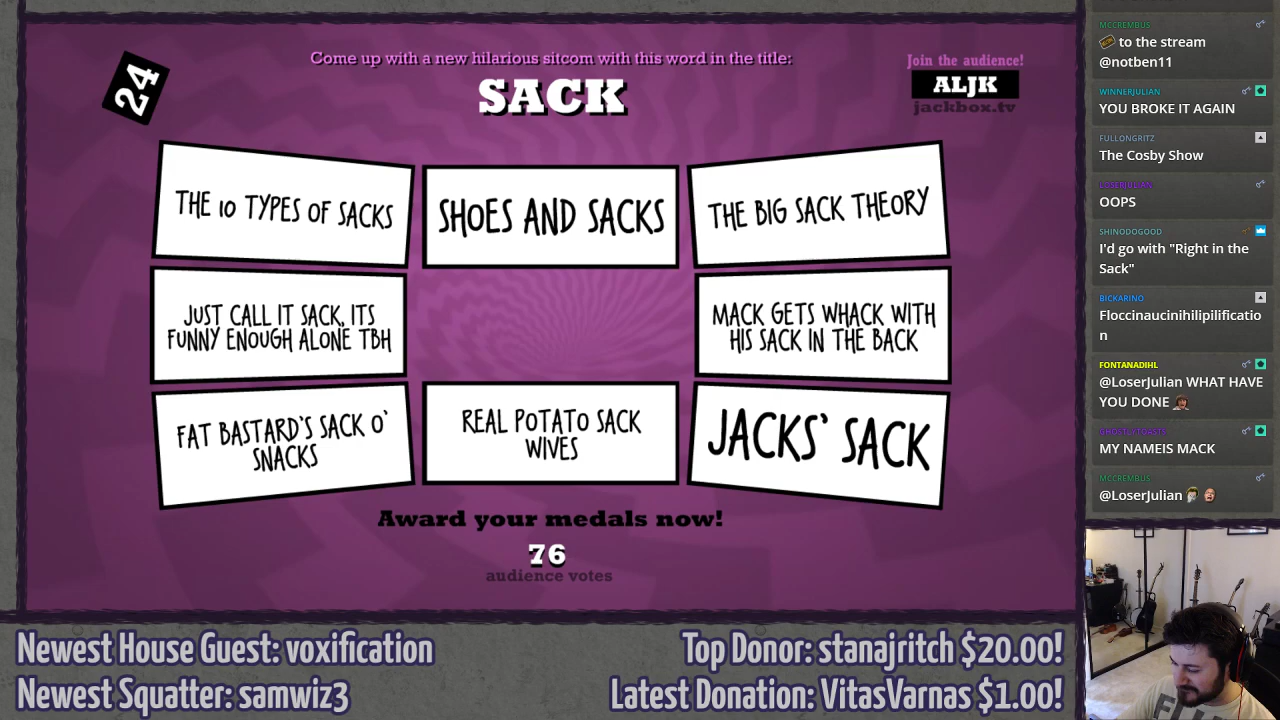 24
Come up with a new hilarious sitcom with this word in the title:
SACK
Join the audience!
ALJK
jackbox.tv
THE 10 TYPES OF SACKS
SHOES AND SACKS
THE BIG SACK THEORY
JUST CALL IT SACK, ITS
FUNNY ENOUGH ALONE TBH
MACK GETS WHACK WITH
HIS SACK IN THE BACK
FAT BASTARD'S SACK O'
SNACKS
REAL POTATO SACK
WIVES
JACKS' SACK
Award your medals now!
76
audience votes
MCCREMBUS
to the stream
@notben11
WINNERJULIAN
YOU BROKE IT AGAIN
FULLONGRITZ
The Cosby Show
LOSERJULIAN
OOPS
SHINODOGOOD
I'd go with "Right in the
Sack"
BICKARINO
Floccinaucinihilipilificatio
n
FONTANADIHL
@LoserJulian WHAT HAVE
YOU DONE
MY NAMEIS MACK
MCCREMBUS
@LoserJulian
Newest House Guest: voxification
Top Donor: stanajritch $20.00!
Newest Squatter: samwiz3
Latest Donation: VitasVarnas $1.00!